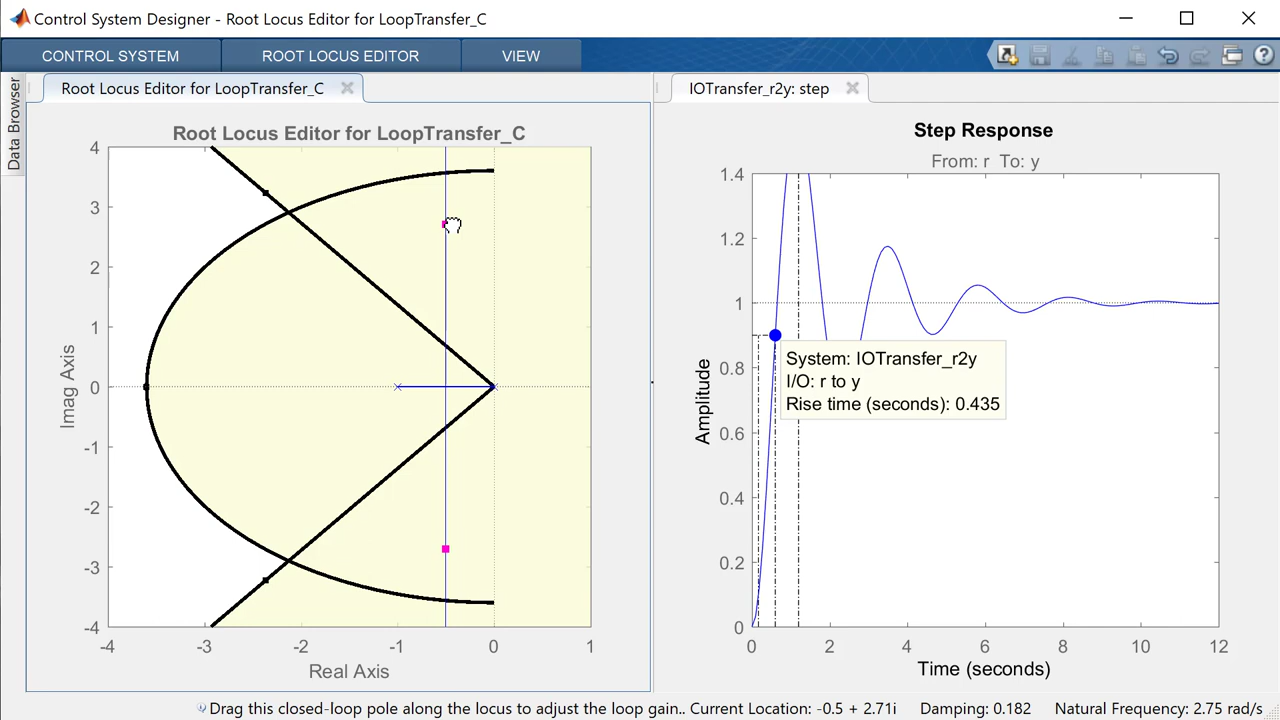 Control System Designer - Root Locus Editor for LoopTransfer_C
CONTROL SYSTEM
ROOT LOCUS EDITOR
VIEW
Data Browser
Root Locus Editor for LoopTransfer_C
IOTransfer_r2y: step
Root Locus Editor for LoopTransfer_C
4
3
2
1
0
-1
-2
-3
-4
Imag Axis
-4
-3
-2
-1
0
1
Real Axis
Step Response
From: r To: y
1.4
1.2
1
0.8
0.6
0.4
0.2
0
Amplitude
System: IOTransfer_r2y
I/O: r to y
Rise time (seconds): 0.435
0
2
4
6
8
10
12
Time (seconds)
Drag this closed-loop pole along the locus to adjust the loop gain.. Current Location: -0.5 + 2.71i Damping: 0.182 Natural Frequency: 2.75 rad/s